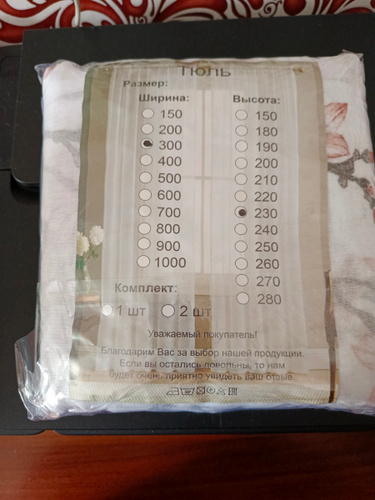 ТЮЛЬ
Размер:
Ширина:
150
200
300
400
500
600
700
800
900
1000
Высота:
150
180
190
200
210
220
230
240
250
260
270
280
Комплект:
1 шт 2 шт
Уважаемый покупатель!
Благодарим Вас за выбор нашей продукции.
Если вы остались довольны, то нам
будет очень приятно увидеть ваш отзыв.